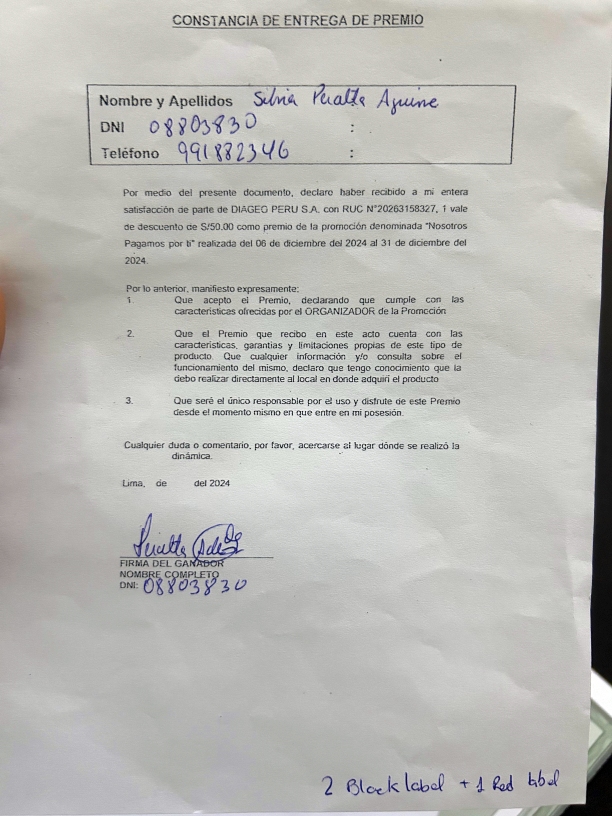 CONSTANCIA DE ENTREGA DE PREMIO
Nombre y Apellidos Silvia Peralta Aguirre
DNI 08803830 :
Teléfono 991882346 :
Por medio del presente documento, declaro haber recibido a mi entera
satisfacción de parte de DIAGEO PERU S.A. con RUC N°20263158327, 1 vale
de descuento de S/50.00 como premio de la promoción denominada "Nosotros
Pagamos por ti" realizada del 06 de diciembre del 2024 al 31 de diciembre del
2024.
Por lo anterior, manifiesto expresamente:
1. Que acepto el Premio, declarando que cumple con las
características ofrecidas por el ORGANIZADOR de la Promoción
2. Que el Premio que recibo en este acto cuenta con las
características, garantías y limitaciones propias de este tipo de
producto. Que cualquier información y/o consulta sobre el
funcionamiento del mismo, declaro que tengo conocimiento que la
debo realizar directamente al local en donde adquirí el producto
3. Que seré el único responsable por el uso y disfrute de este Premio
desde el momento mismo en que entre en mi posesión.
Cualquier duda o comentario, por favor, acercarse al lugar dónde se realizó la
dinámica.
Lima, de del 2024
Peralta
FIRMA DEL GANADOR
NOMBRE COMPLETO
DNI: 08803830
2 Black label + 1 Red label